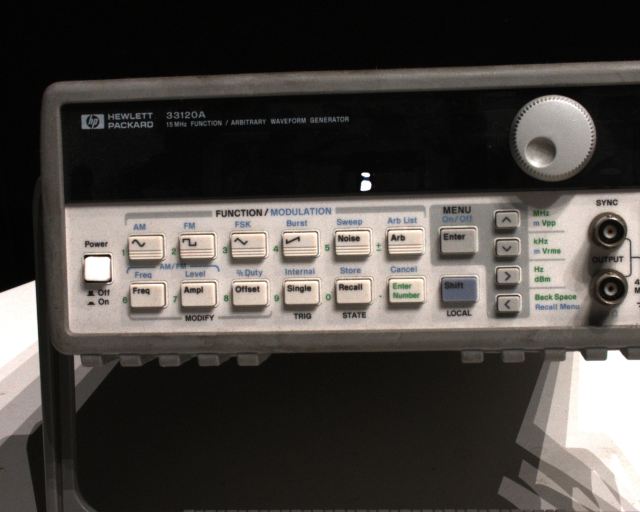 hp HEWLETT PACKARD 33120A
15 MHz FUNCTION / ARBITRARY WAVEFORM GENERATOR
FUNCTION / MODULATION
MENU
SYNC
AM FM FSK Burst Sweep Arb List On/Off
MHz
m Vpp
Power
1 2 3 4 5 Noise ± Arb Enter
kHz
m Vrms
OUTPUT
AM/FM
Freq Level % Duty Internal Store Cancel
Hz
dBm
Off
On
6 Freq 7 Ampl 8 Offset 9 Single 0 Recall . Enter Number Shift
Back Space
Recall Menu
MODIFY TRIG STATE LOCAL